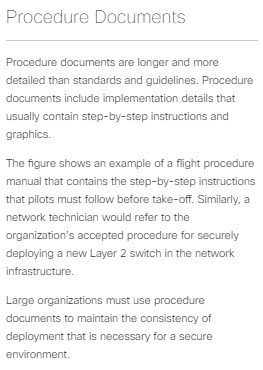 Procedure Documents
Procedure documents are longer and more
detailed than standards and guidelines. Procedure
documents include implementation details that
usually contain step-by-step instructions and
graphics.
The figure shows an example of a flight procedure
manual that contains the step-by-step instructions
that pilots must follow before take-off. Similarly, a
network technician would refer to the
organization's accepted procedure for securely
deploying a new Layer 2 switch in the network
infrastructure.
Large organizations must use procedure
documents to maintain the consistency of
deployment that is necessary for a secure
environment.